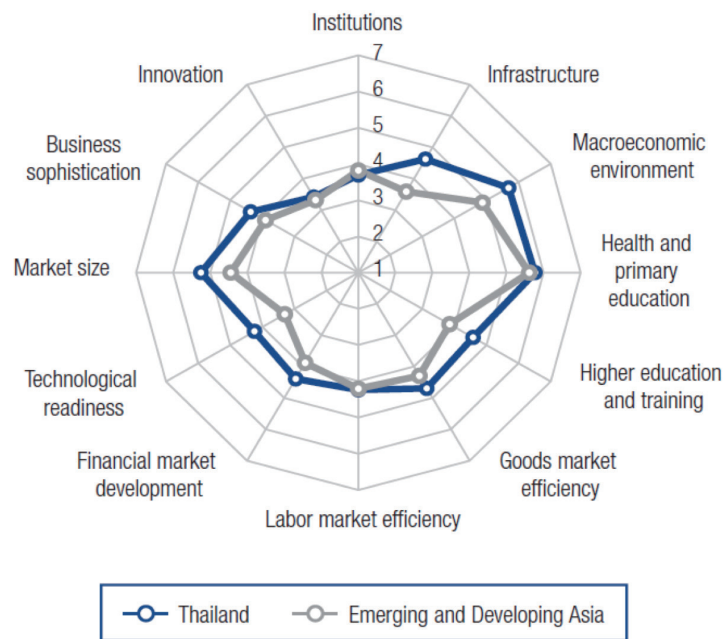 Institutions
7
6
5
4
3
2
1
Infrastructure
Macroeconomic
environment
Health and
primary
education
Higher education
and training
Goods market
efficiency
Labor market efficiency
Financial market
development
Technological
readiness
Market size
Business
sophistication
Innovation
Thailand
Emerging and Developing Asia